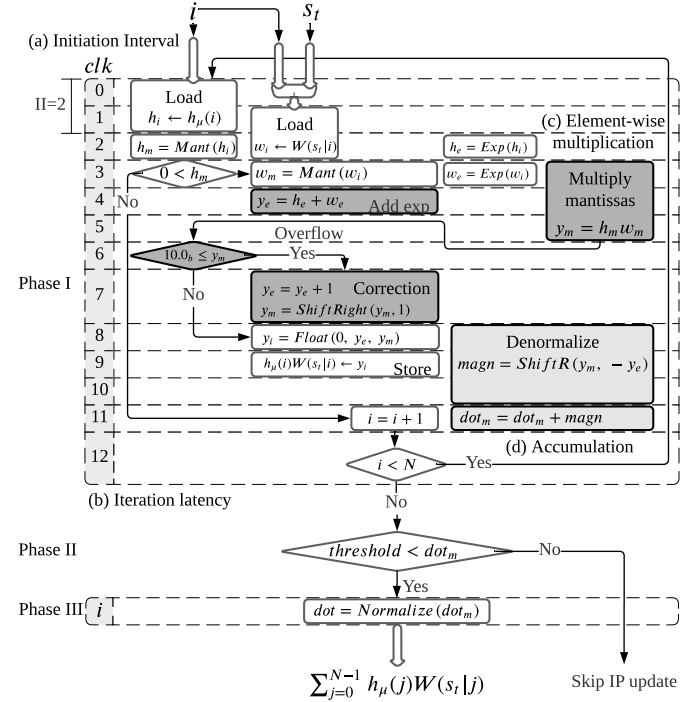 i
s_t
(a) Initiation Interval
clk
0
Load
h_i ← h_μ(i)
II=2
1
Load
w_i ← W(s_t|i)
(c) Element-wise
multiplication
2
h_m = Mant(h_i)
h_e = Exp(h_i)
3
0 < h_m
w_m = Mant(w_i)
w_e = Exp(w_i)
Multiply
mantissas
y_m = h_m w_m
No
4
y_e = h_e + w_e
Add exp
5
Overflow
6
10.0_b ≤ y_m
Yes
Phase I
7
No
y_e = y_e + 1
Correction
y_m = ShiftRight(y_m, 1)
8
y_i = Float(0, y_e, y_m)
Denormalize
magn = ShiftR(y_m, − y_e)
9
h_μ(i)W(s_t|i) ← y_i
Store
10
11
i = i + 1
dot_m = dot_m + magn
(d) Accumulation
12
i < N
Yes
(b) Iteration latency
No
Phase II
threshold < dot_m
No
Yes
Phase III
i
dot = Normalize(dot_m)
∑_{j=0}^{N−1} h_μ(j)W(s_t|j)
Skip IP update